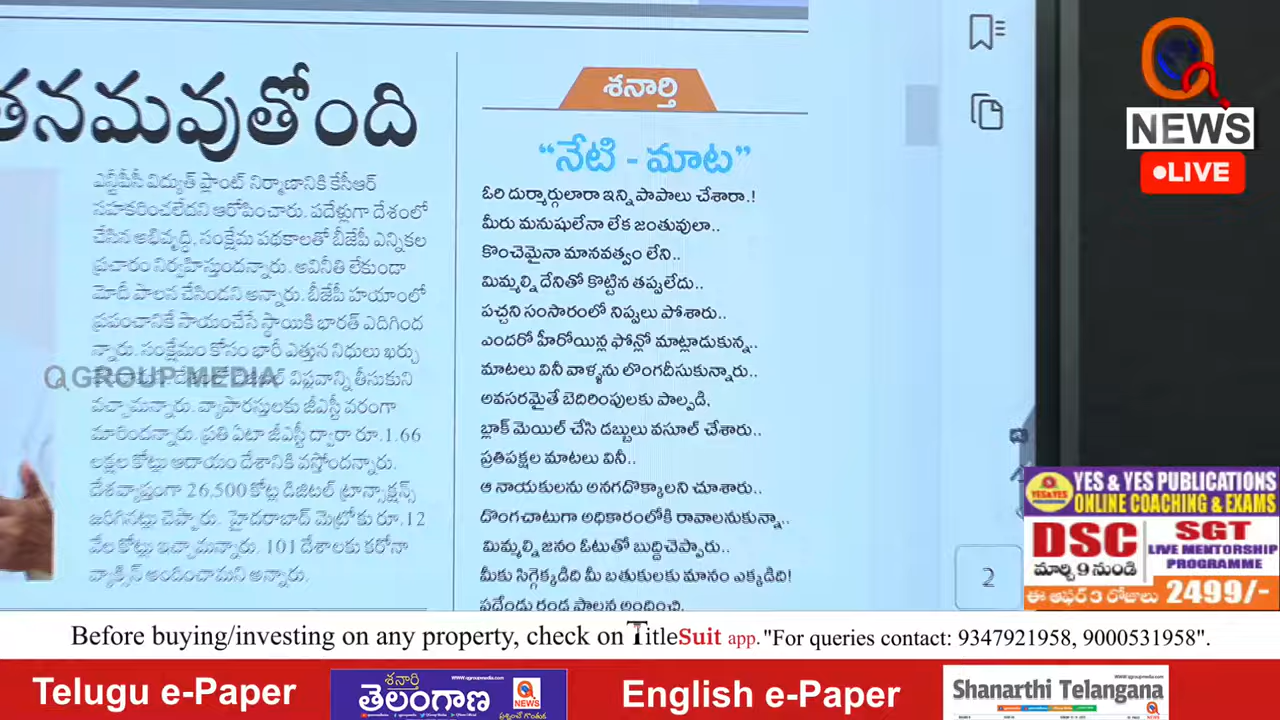 తనమవుతోంది
ఎన్టీపీసీ విద్యుత్ ప్లాంట్ నిర్మాణానికి కేసీఆర్
సహకరించలేదని ఆరోపించారు. పదేళ్లుగా దేశంలో
చేసిన అభివృద్ధి, సంక్షేమ పథకాలతో బీజేపీ ఎన్నికల
ప్రచారం నిర్వహిస్తుందన్నారు. అవినీతి లేకుండా
మోదీ పాలన చేసిందని అన్నారు. బీజేపీ హయాంలో
ప్రపంచానికే సాయంచేసే స్థాయికి భారత్ ఎదిగింద
న్నారు. సంక్షేమం కోసం భారీ ఎత్తున నిధులు ఖర్చు
డిజిటల్ విప్లవాన్ని తీసుకుని
వచ్చామన్నారు. వ్యాపారస్తులకు జీఎస్టీ వరంగా
మారిందన్నారు. ప్రతి ఏటా జీఎస్టీ ద్వారా రూ.1.66
లక్షల కోట్లు ఆదాయం దేశానికి వస్తోందన్నారు.
దేశవ్యాప్తంగా 26,500 కోట్ల డిజిటల్ ట్రాన్సాక్షన్స్
జరిగినట్లు చెప్పారు. హైదరాబాద్ మెట్రోకు రూ.12
వేల కోట్లు ఇచ్చామన్నారు. 101 దేశాలకు కరోనా
వ్యాక్సిన్ అందించామని అన్నారు.
Q GROUP MEDIA
శనార్తి
“నేటి - మాట”
ఓరి దుర్మార్గులారా ఇన్ని పాపాలు చేశారా.!
మీరు మనుషులేనా లేక జంతువులా..
కొంచెమైనా మానవత్వం లేని..
మిమ్మల్ని దేనితో కొట్టిన తప్పలేదు..
పచ్చని సంసారంలో నిప్పులు పోశారు..
ఎందరో హీరోయిన్ల ఫోన్లో మాట్లాడుకున్న..
మాటలు వినీ వాళ్ళను లొంగదీసుకున్నారు..
అవసరమైతే బెదిరింపులకు పాల్పడి,
బ్లాక్ మెయిల్ చేసి డబ్బులు వసూల్ చేశారు..
ప్రతిపక్షల మాటలు వినీ..
ఆ నాయకులను అనగదొక్కాలని చూశారు..
దొంగచాటుగా అధికారంలోకి రావాలనుకున్నా..
మిమ్మల్ని జనం ఓటుతో బుద్దిచెప్పారు..
మీకు సిగ్గెక్కడిది మీ బతుకులకు మానం ఎక్కడిది!
పదేండ్లు దండ పాలన అందించి,
2
Q
NEWS
LIVE
YES & YES PUBLICATIONS
ONLINE COACHING & EXAMS
DSC
మార్చి 9 నుండి
SGT
LIVE MENTORSHIP
PROGRAMME
ఈ ఆఫర్ 3 రోజులు 2499/-
Before buying/investing on any property, check on TitleSuit app. "For queries contact: 9347921958, 9000531958".
Telugu e-Paper
శనార్తి
తెలంగాణ
NEWS
English e-Paper
Shanarthi Telangana